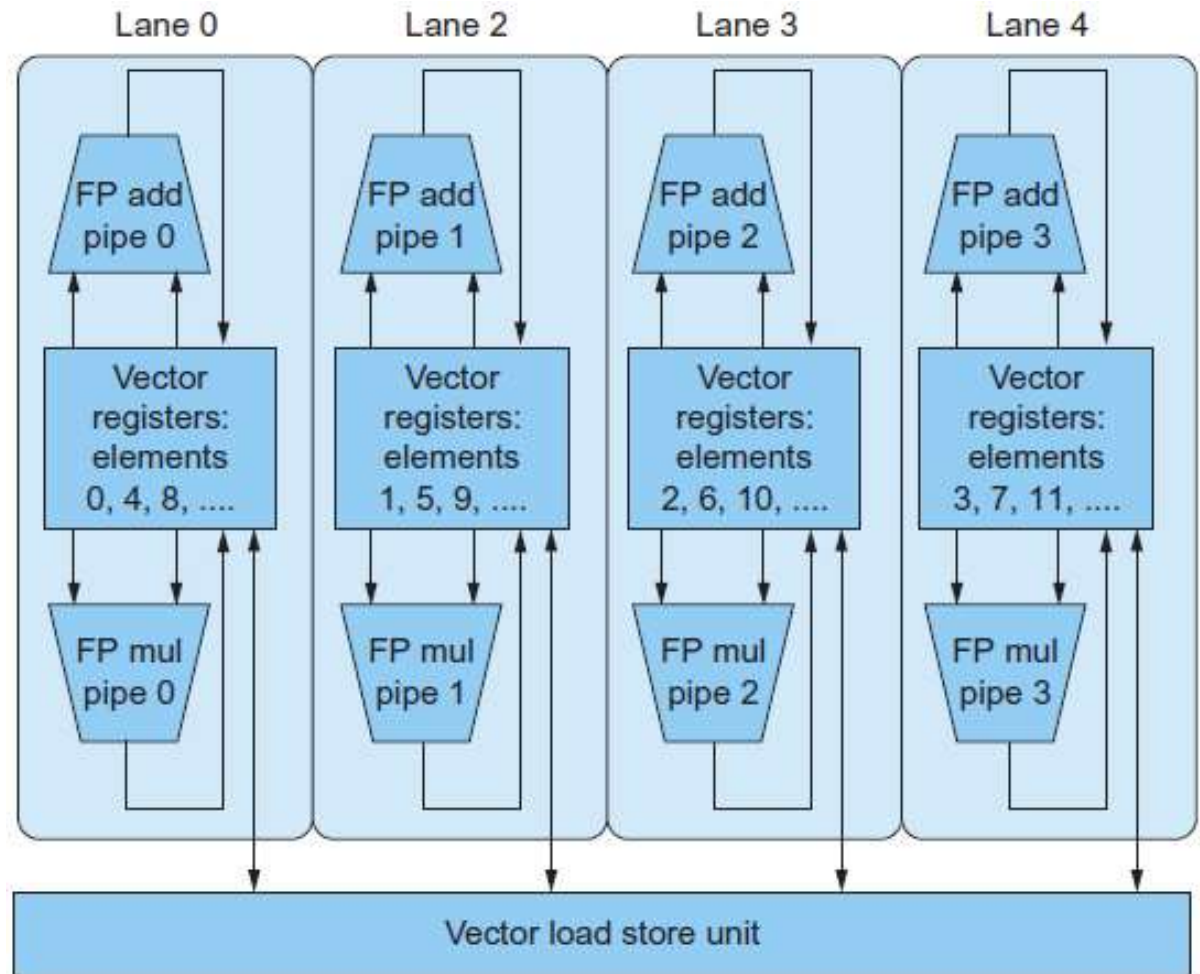 Lane 0
Lane 2
Lane 3
Lane 4
FP add
pipe 0
FP add
pipe 1
FP add
pipe 2
FP add
pipe 3
Vector
registers:
elements
0, 4, 8, ....
Vector
registers:
elements
1, 5, 9, ....
Vector
registers:
elements
2, 6, 10, ....
Vector
registers:
elements
3, 7, 11, ....
FP mul
pipe 0
FP mul
pipe 1
FP mul
pipe 2
FP mul
pipe 3
Vector load store unit